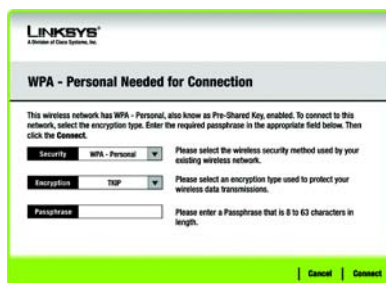 LINKSYS®
A Division of Cisco Systems, Inc.
WPA - Personal Needed for Connection
This wireless network has WPA - Personal, also know as Pre-Shared Key, enabled. To connect to this
network, select the encryption type. Enter the required passphrase in the appropriate field below. Then
click the Connect.
Security WPA - Personal Please select the wireless security method used by your
existing wireless network.
Encryption TKIP Please select an encryption type used to protect your
wireless data transmissions.
Passphrase Please enter a Passphrase that is 8 to 63 characters in
length.
Cancel Connect